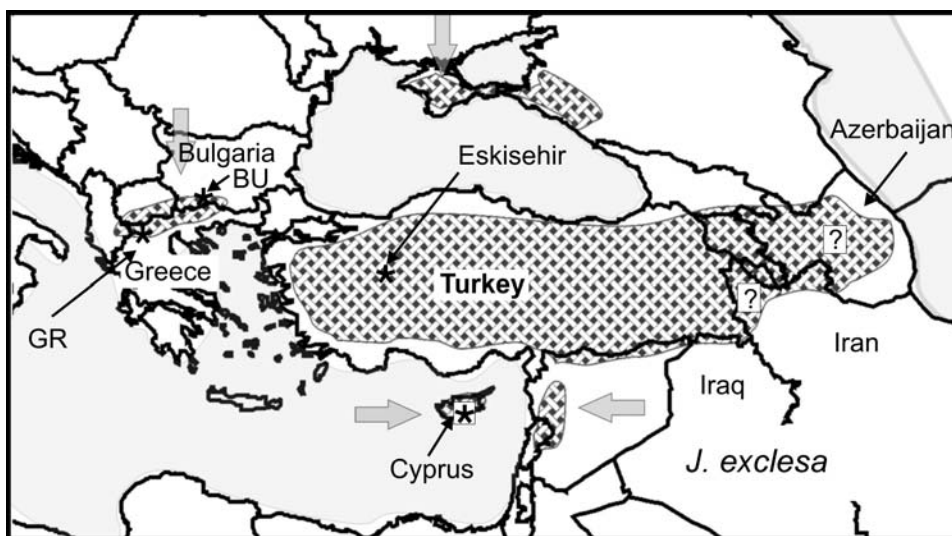 Azerbaijan
Bulgaria
BU
Eskisehir
?
Greece
Turkey
?
GR
Iran
Iraq
Cyprus
J. exclesa